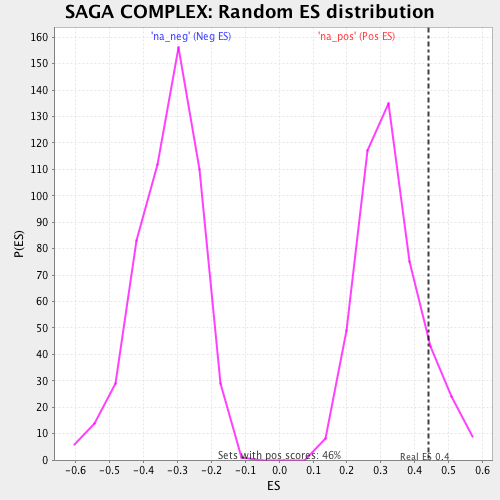 SAGA COMPLEX: Random ES distribution
'na_neg' (Neg ES) 'na_pos' (Pos ES)
160
150
140
130
120
110
100
90
80
70
60
50
40
30
20
10
0
P(ES)
Sets with pos scores: 46%
Real ES 0.4
-0.6 -0.5 -0.4 -0.3 -0.2 -0.1 0.0 0.1 0.2 0.3 0.4 0.5 0.6
ES